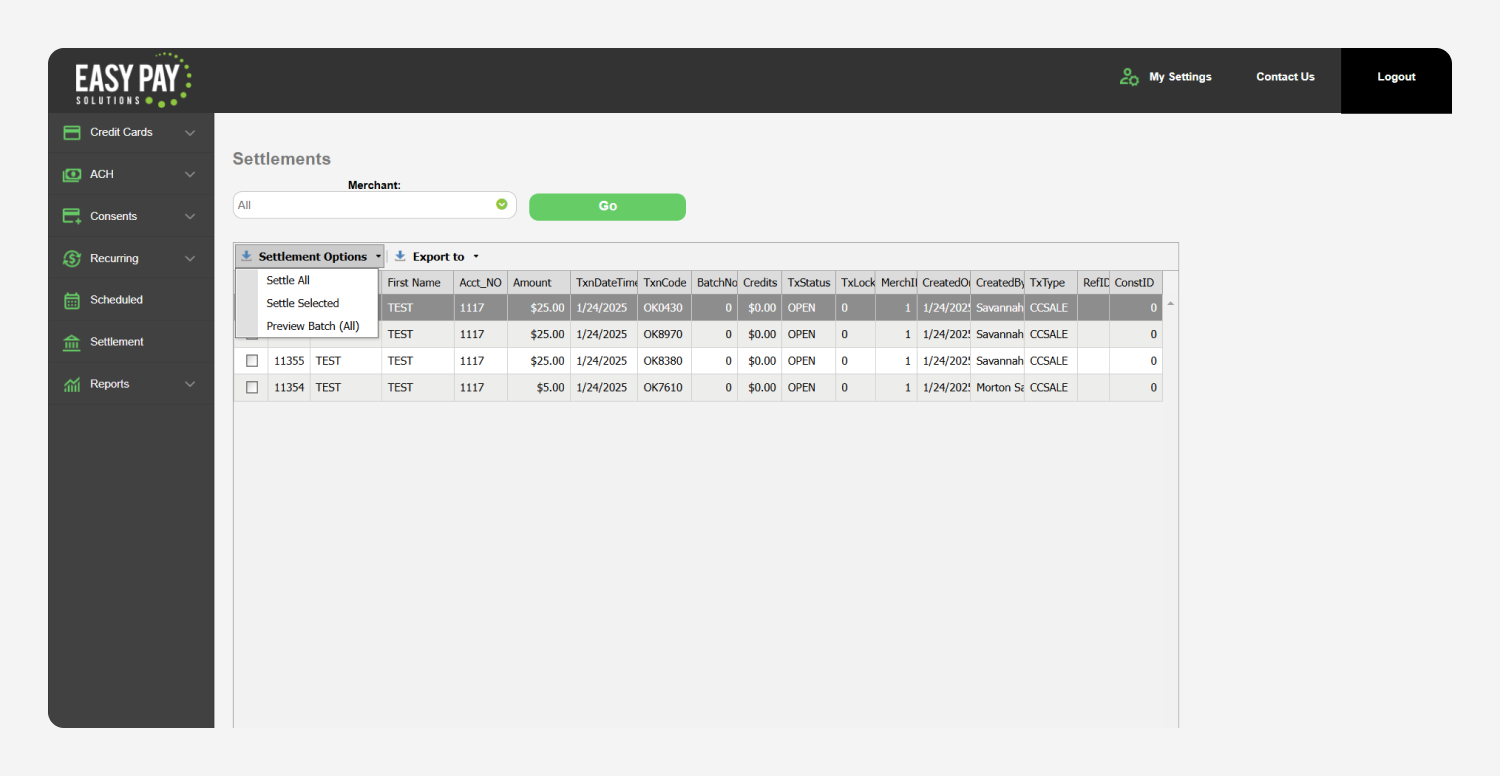 EASY PAY
SOLUTIONS
My Settings Contact Us Logout
Credit Cards
ACH
Consents
Recurring
Scheduled
Settlement
Reports
Settlements
Merchant:
All Go
Settlement Options Export to
Settle All
Settle Selected
Preview Batch (All)
First Name Acct_NO Amount TxnDateTime TxnCode BatchNo Credits TxStatus TxLock MerchI CreatedO CreatedBy TxType RefID ConstID
TEST 1117 $25.00 1/24/2025 OK0430 0 $0.00 OPEN 0 1 1/24/202 Savannah CCSALE 0
TEST 1117 $25.00 1/24/2025 OK8970 0 $0.00 OPEN 0 1 1/24/202 Savannah CCSALE 0
11355 TEST TEST 1117 $25.00 1/24/2025 OK8380 0 $0.00 OPEN 0 1 1/24/202 Savannah CCSALE 0
11354 TEST TEST 1117 $5.00 1/24/2025 OK7610 0 $0.00 OPEN 0 1 1/24/202 Morton Sa CCSALE 0